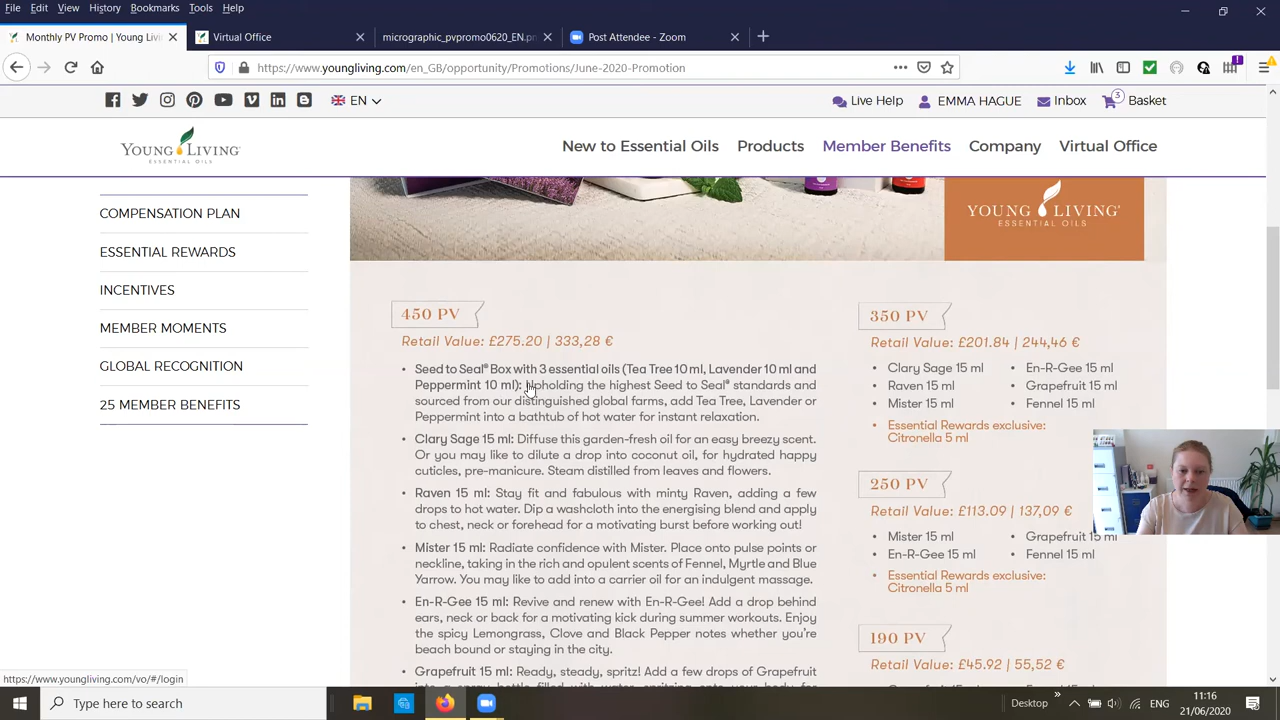 File Edit View History Bookmarks Tools Help
Monthly PV Promo | Young Livi
Virtual Office
micrographic_pvpromo0620_EN.pn
Post Attendee - Zoom
https://www.youngliving.com/en_GB/opportunity/Promotions/June-2020-Promotion
EN
Live Help
EMMA HAGUE
Inbox
3
Basket
YOUNG LIVING
ESSENTIAL OILS
New to Essential Oils
Products
Member Benefits
Company
Virtual Office
COMPENSATION PLAN
ESSENTIAL REWARDS
INCENTIVES
MEMBER MOMENTS
GLOBAL RECOGNITION
25 MEMBER BENEFITS
YOUNG LIVING
ESSENTIAL OILS
450 PV
Retail Value: £275.20 | 333,28 €
• Seed to Seal® Box with 3 essential oils (Tea Tree 10 ml, Lavender 10 ml and
Peppermint 10 ml): Upholding the highest Seed to Seal® standards and
sourced from our distinguished global farms, add Tea Tree, Lavender or
Peppermint into a bathtub of hot water for instant relaxation.
• Clary Sage 15 ml: Diffuse this garden-fresh oil for an easy breezy scent.
Or you may like to dilute a drop into coconut oil, for hydrated happy
cuticles, pre-manicure. Steam distilled from leaves and flowers.
• Raven 15 ml: Stay fit and fabulous with minty Raven, adding a few
drops to hot water. Dip a washcloth into the energising blend and apply
to chest, neck or forehead for a motivating burst before working out!
• Mister 15 ml: Radiate confidence with Mister. Place onto pulse points or
neckline, taking in the rich and opulent scents of Fennel, Myrtle and Blue
Yarrow. You may like to add into a carrier oil for an indulgent massage.
• En-R-Gee 15 ml: Revive and renew with En-R-Gee! Add a drop behind
ears, neck or back for a motivating kick during summer workouts. Enjoy
the spicy Lemongrass, Clove and Black Pepper notes whether you're
beach bound or staying in the city.
• Grapefruit 15 ml: Ready, steady, spritz! Add a few drops of Grapefruit
350 PV
Retail Value: £201.84 | 244,46 €
• Clary Sage 15 ml
• En-R-Gee 15 ml
• Raven 15 ml
• Grapefruit 15 ml
• Mister 15 ml
• Fennel 15 ml
• Essential Rewards exclusive:
Citronella 5 ml
250 PV
Retail Value: £113.09 | 137,09 €
• Mister 15 ml
• Grapefruit 15 ml
• En-R-Gee 15 ml
• Fennel 15 ml
• Essential Rewards exclusive:
Citronella 5 ml
190 PV
Retail Value: £45.92 | 55,52 €
https://www.youngliving.com/vo/#/login
Type here to search
Desktop
ENG
11:16
21/06/2020